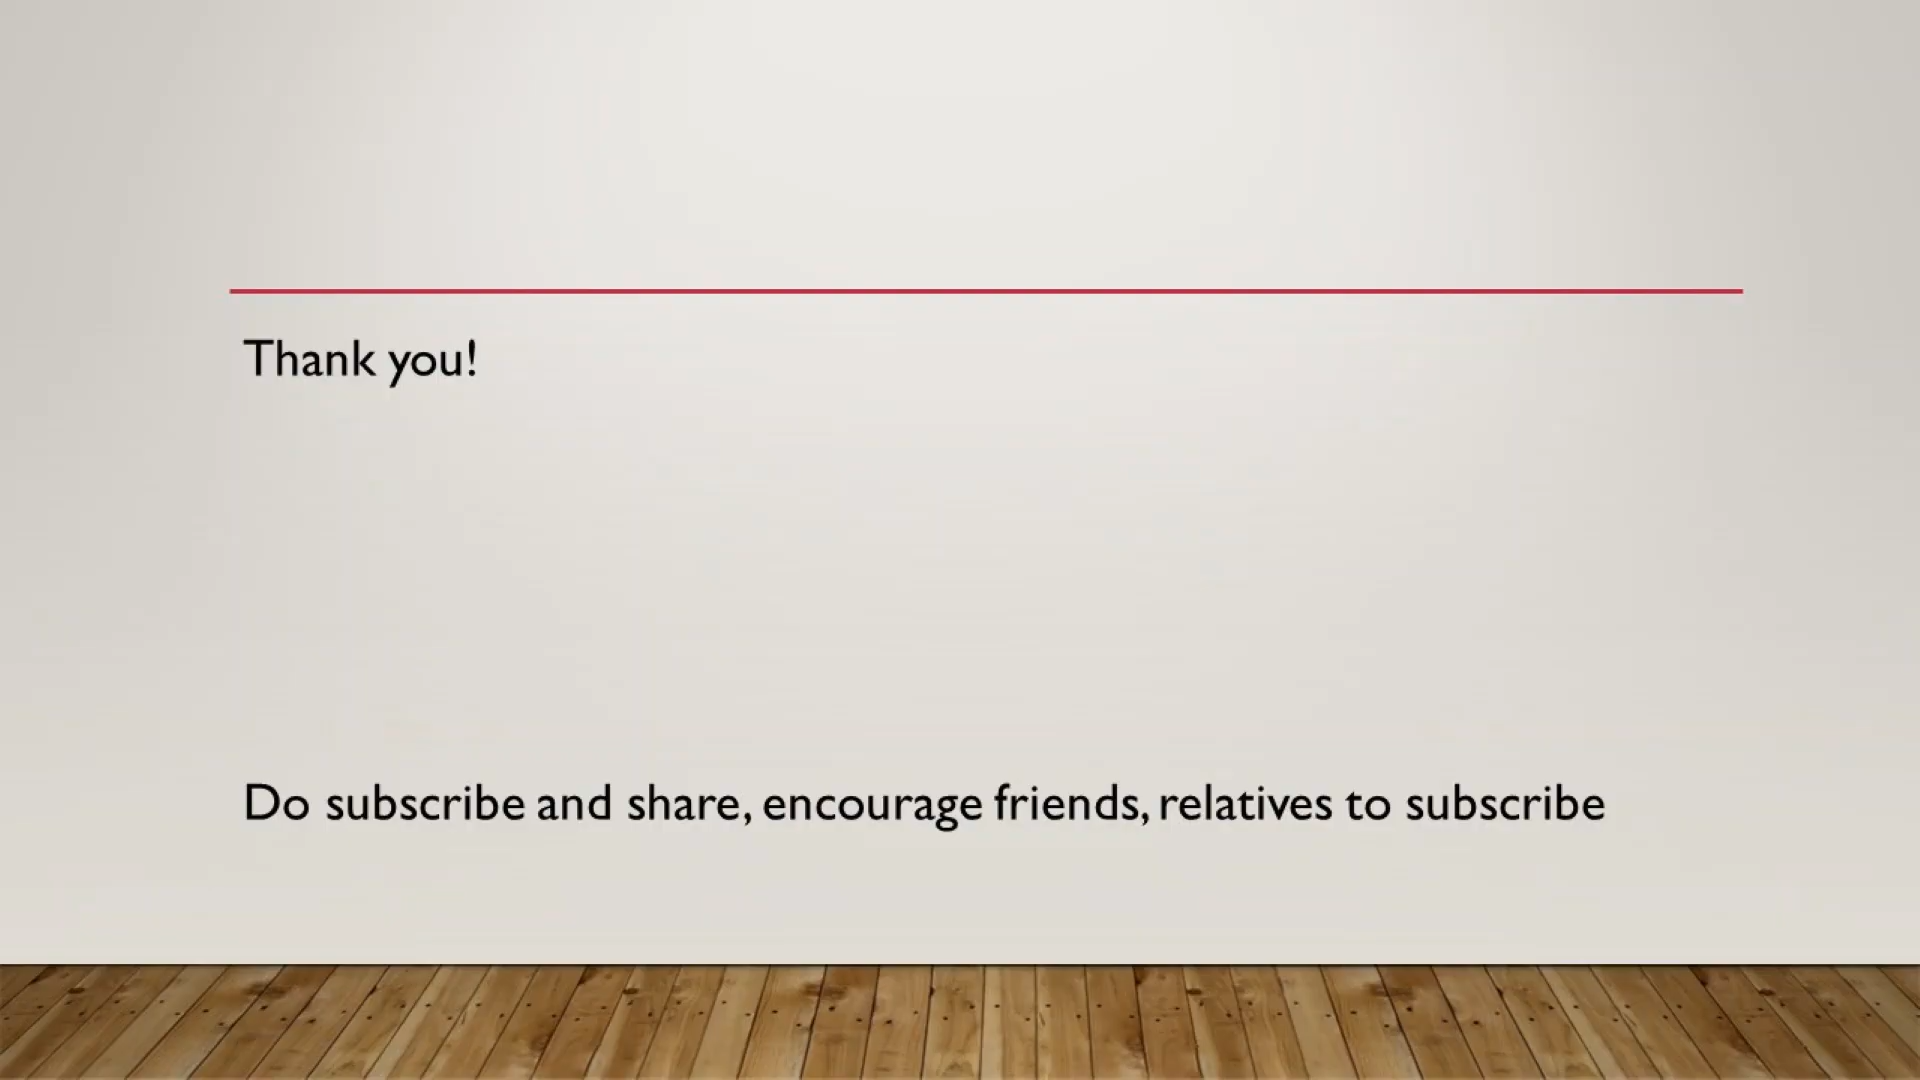 Thank you!
Do subscribe and share, encourage friends, relatives to subscribe